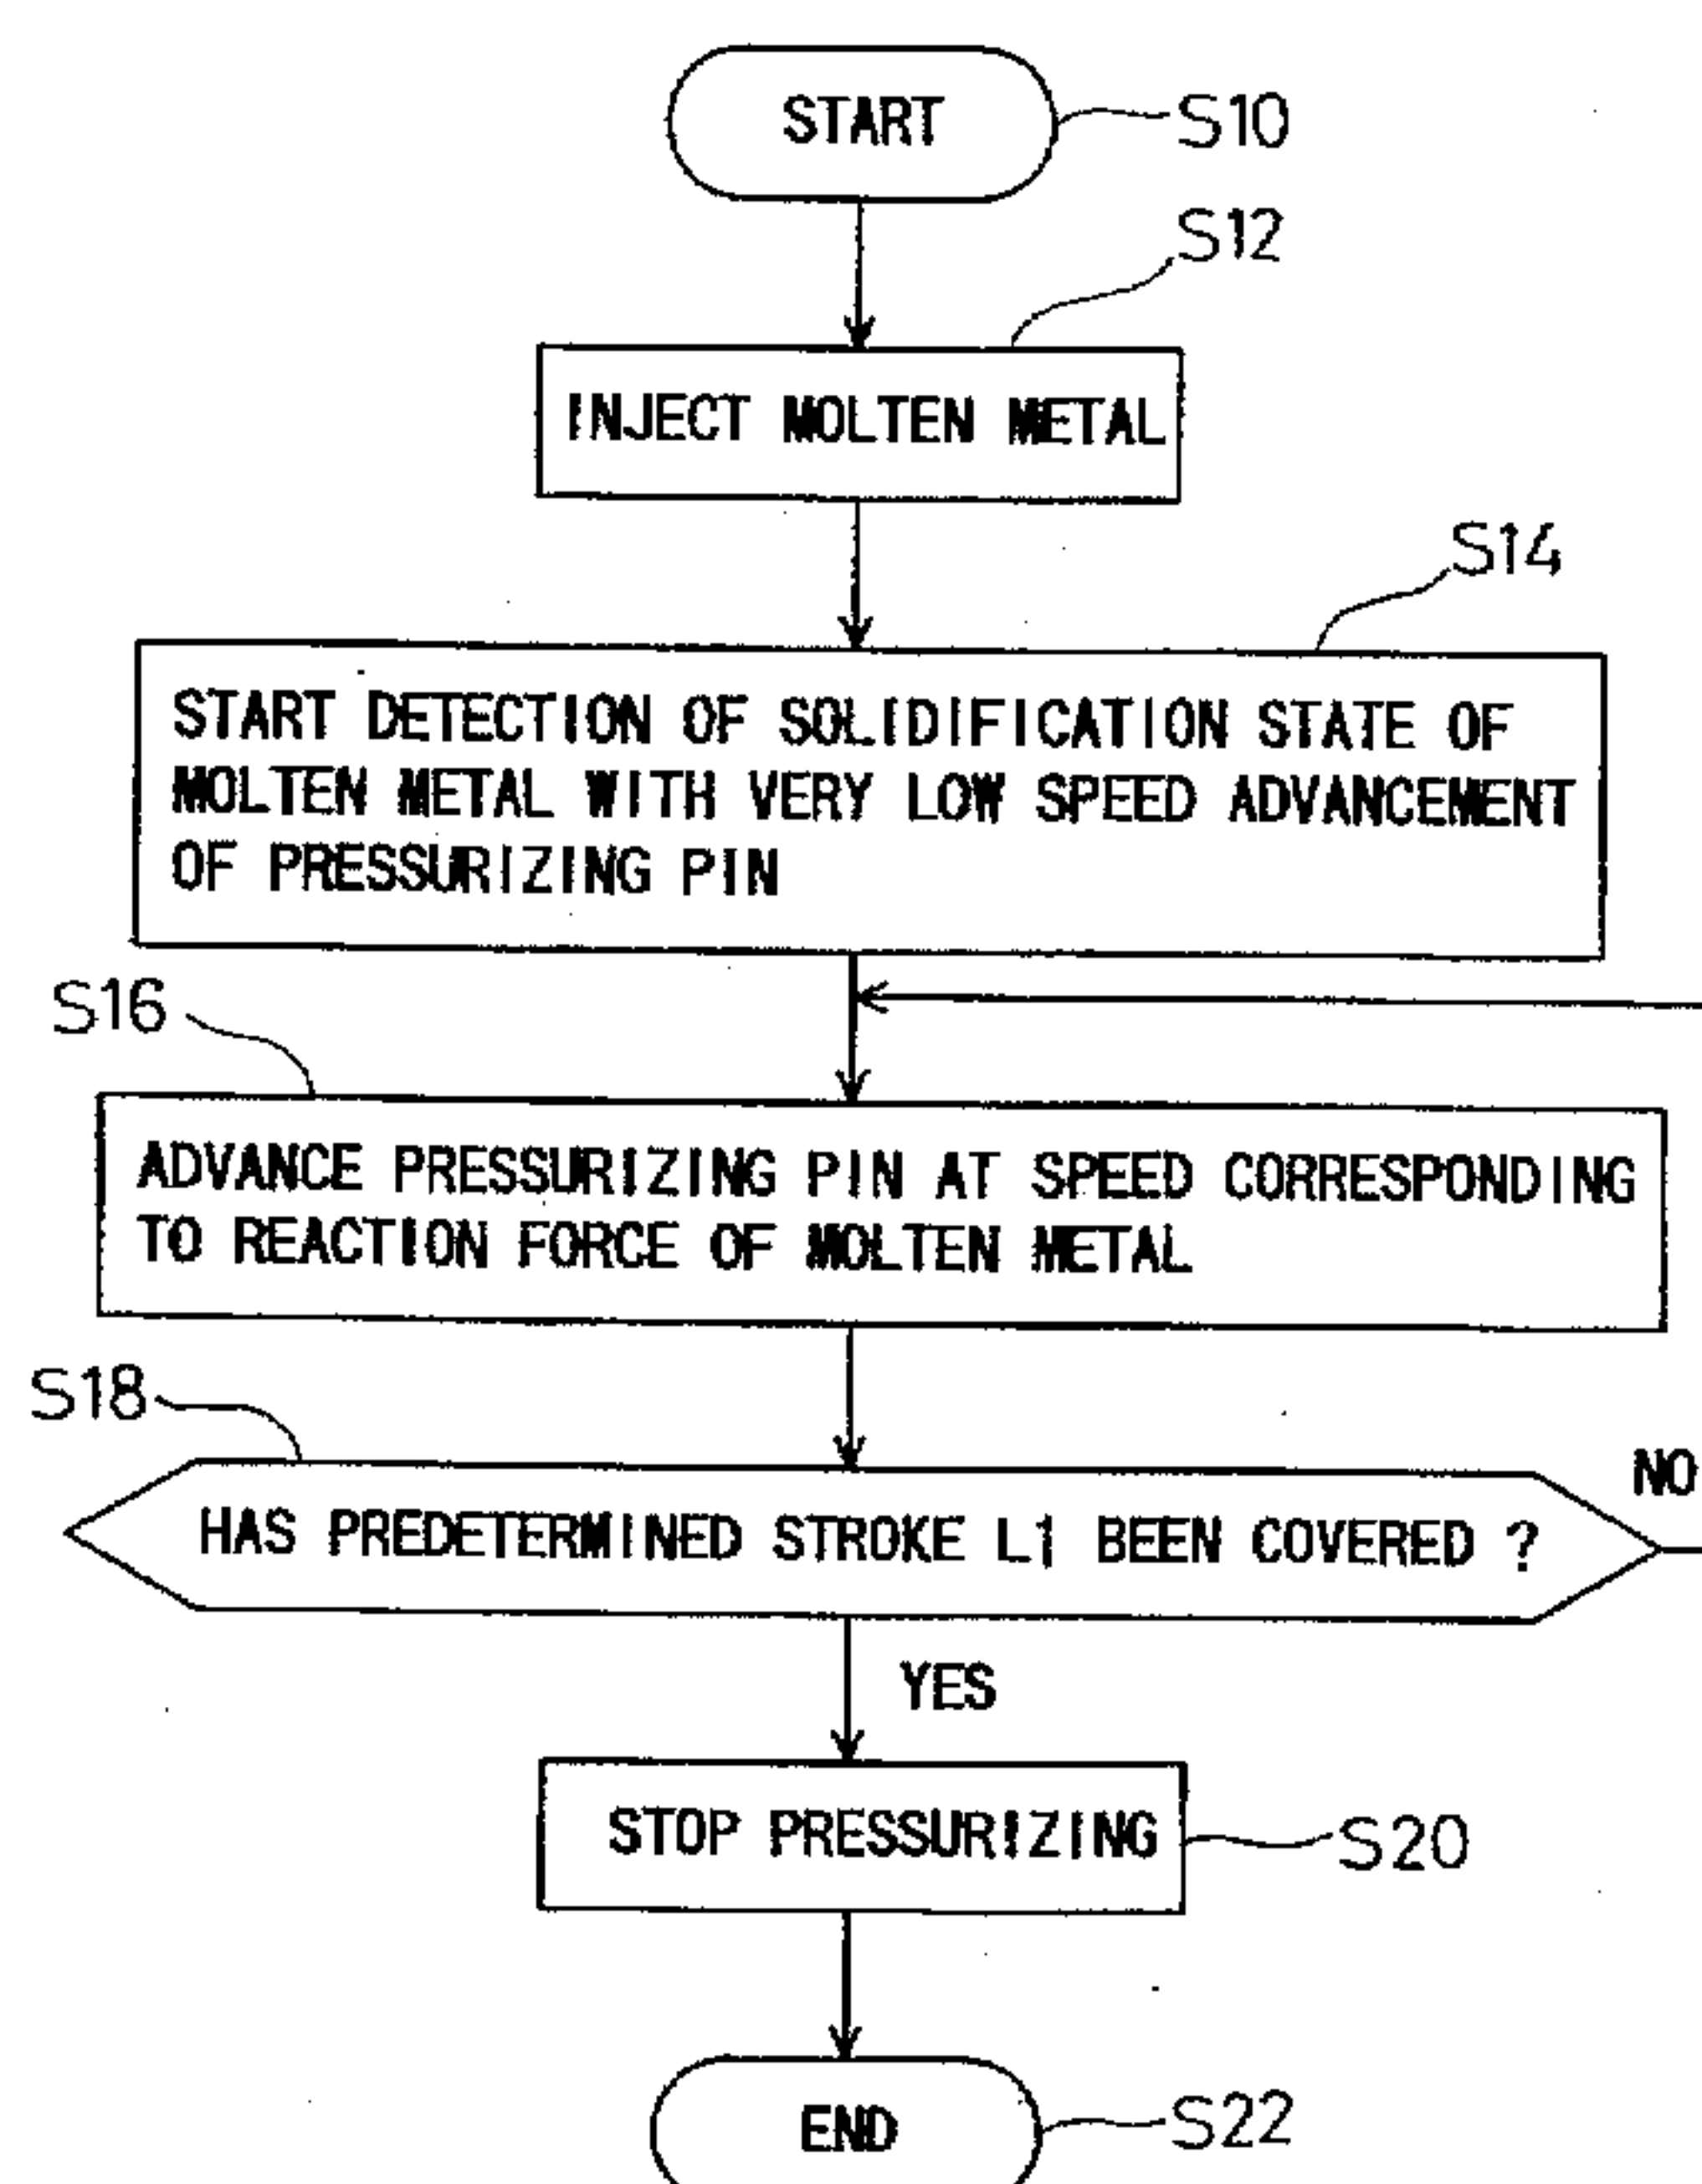 START
S10
S12
INJECT MOLTEN METAL
S14
START DETECTION OF SOLIDIFICATION STATE OF
MOLTEN METAL WITH VERY LOW SPEED ADVANCEMENT
OF PRESSURIZING PIN
S16
ADVANCE PRESSURIZING PIN AT SPEED CORRESPONDING
TO REACTION FORCE OF MOLTEN METAL
S18
NO
HAS PREDETERMINED STROKE L1 BEEN COVERED ?
YES
STOP PRESSURIZING
S20
END
S22